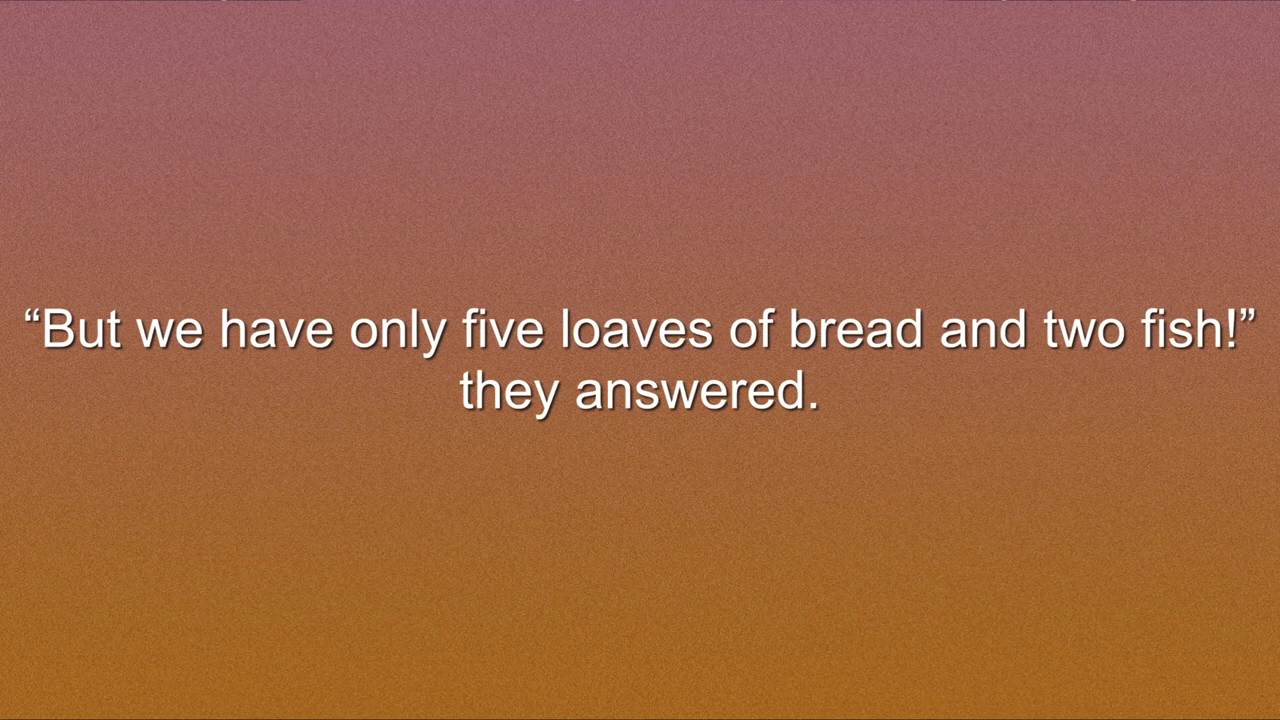 “But we have only five loaves of bread and two fish!”
they answered.